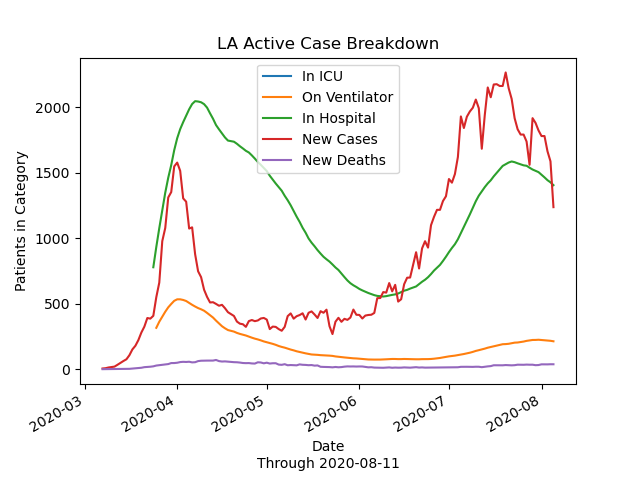 LA Active Case Breakdown
In ICU
On Ventilator
In Hospital
New Cases
New Deaths
Patients in Category
2000
1500
1000
500
0
2020-03
2020-04
2020-05
2020-06
2020-07
2020-08
Date
Through 2020-08-11